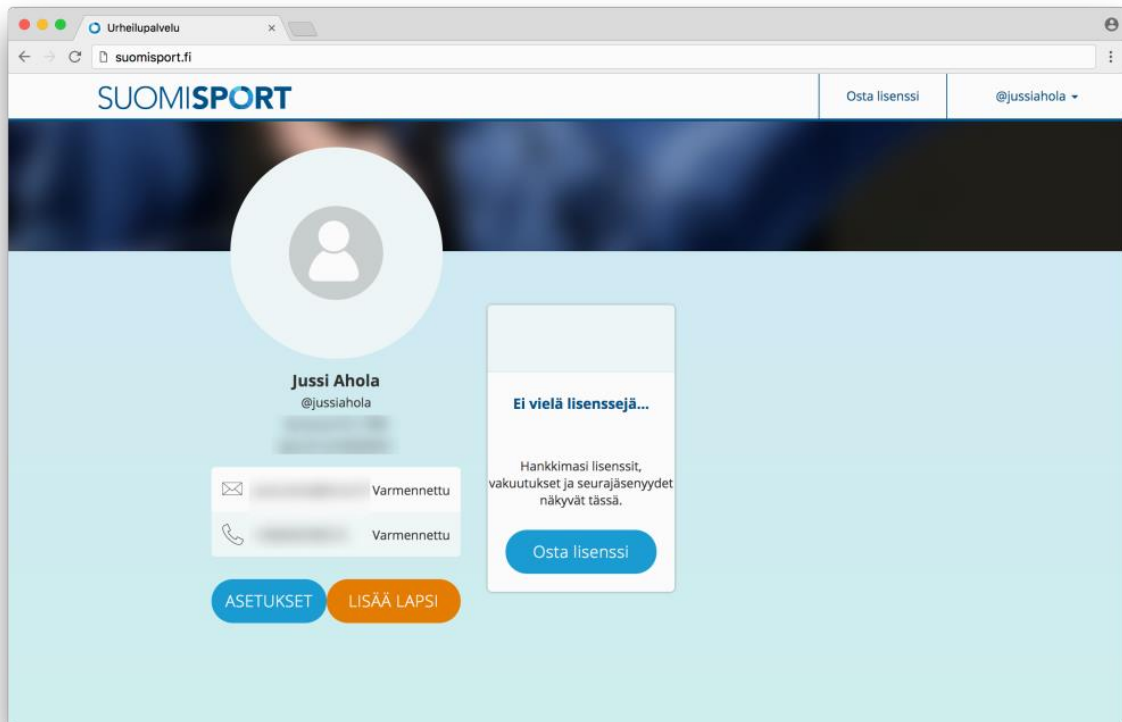 Urheilupalvelu
suomisport.fi
SUOMISPORT
Osta lisenssi
@jussiahola
Jussi Ahola
@jussiahola
Varmennettu
Varmennettu
ASETUKSET
LISÄÄ LAPSI
Ei vielä lisenssejä...
Hankkimasi lisenssit,
vakuutukset ja seurajäsenyydet
näkyvät tässä.
Osta lisenssi